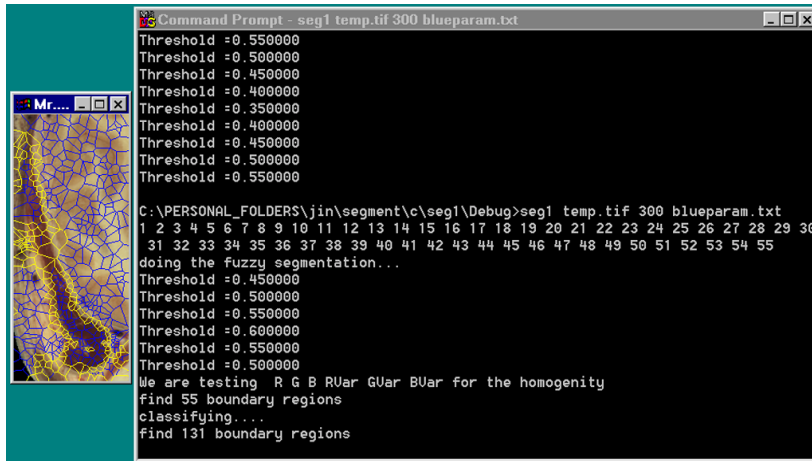 Command Prompt - seg1 temp.tif 300 blueparam.txt
Threshold =0.550000
Threshold =0.500000
Threshold =0.450000
Threshold =0.400000
Threshold =0.350000
Threshold =0.400000
Threshold =0.450000
Threshold =0.500000
Threshold =0.550000
C:\PERSONAL_FOLDERS\jin\segment\c\seg1\Debug>seg1 temp.tif 300 blueparam.txt
1 2 3 4 5 6 7 8 9 10 11 12 13 14 15 16 17 18 19 20 21 22 23 24 25 26 27 28 29 30
31 32 33 34 35 36 37 38 39 40 41 42 43 44 45 46 47 48 49 50 51 52 53 54 55
doing the fuzzy segmentation...
Threshold =0.450000
Threshold =0.500000
Threshold =0.550000
Threshold =0.600000
Threshold =0.550000
Threshold =0.500000
We are testing  R G B RVar GVar BVar for the homogenity
find 55 boundary regions
classifying....
find 131 boundary regions
Mr....